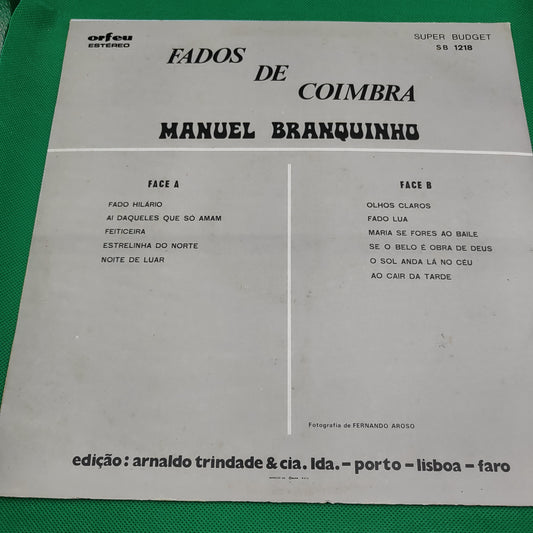 orfeu
ESTÉREO
SUPER BUDGET
SB 1218
FADOS
DE
COIMBRA
MANUEL BRANQUINHO
FACE A
FADO HILÁRIO
AI DAQUELES QUE SÓ AMAM
FEITICEIRA
ESTRELINHA DO NORTE
NOITE DE LUAR
FACE B
OLHOS CLAROS
FADO LUA
MARIA SE FORES AO BAILE
SE O BELO É OBRA DE DEUS
O SOL ANDA LÁ NO CÉU
AO CAIR DA TARDE
Fotografia de FERNANDO AROSO
edição: arnaldo trindade & cia. lda. – porto – lisboa – faro